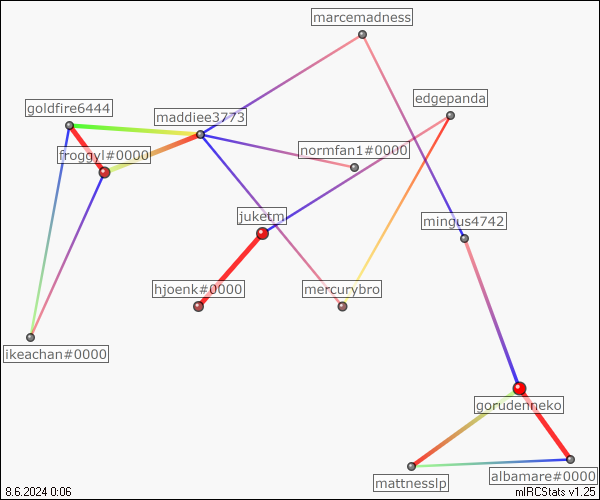 marcemadness
edgepanda
goldfire6444
maddiee3773
froggyl#0000
normfan1#0000
juketm
mingus4742
hjoenk#0000
mercurybro
ikeachan#0000
gorudenneko
mattnesslp
albamare#0000
8.6.2024 0:06
mIRCStats v1.25